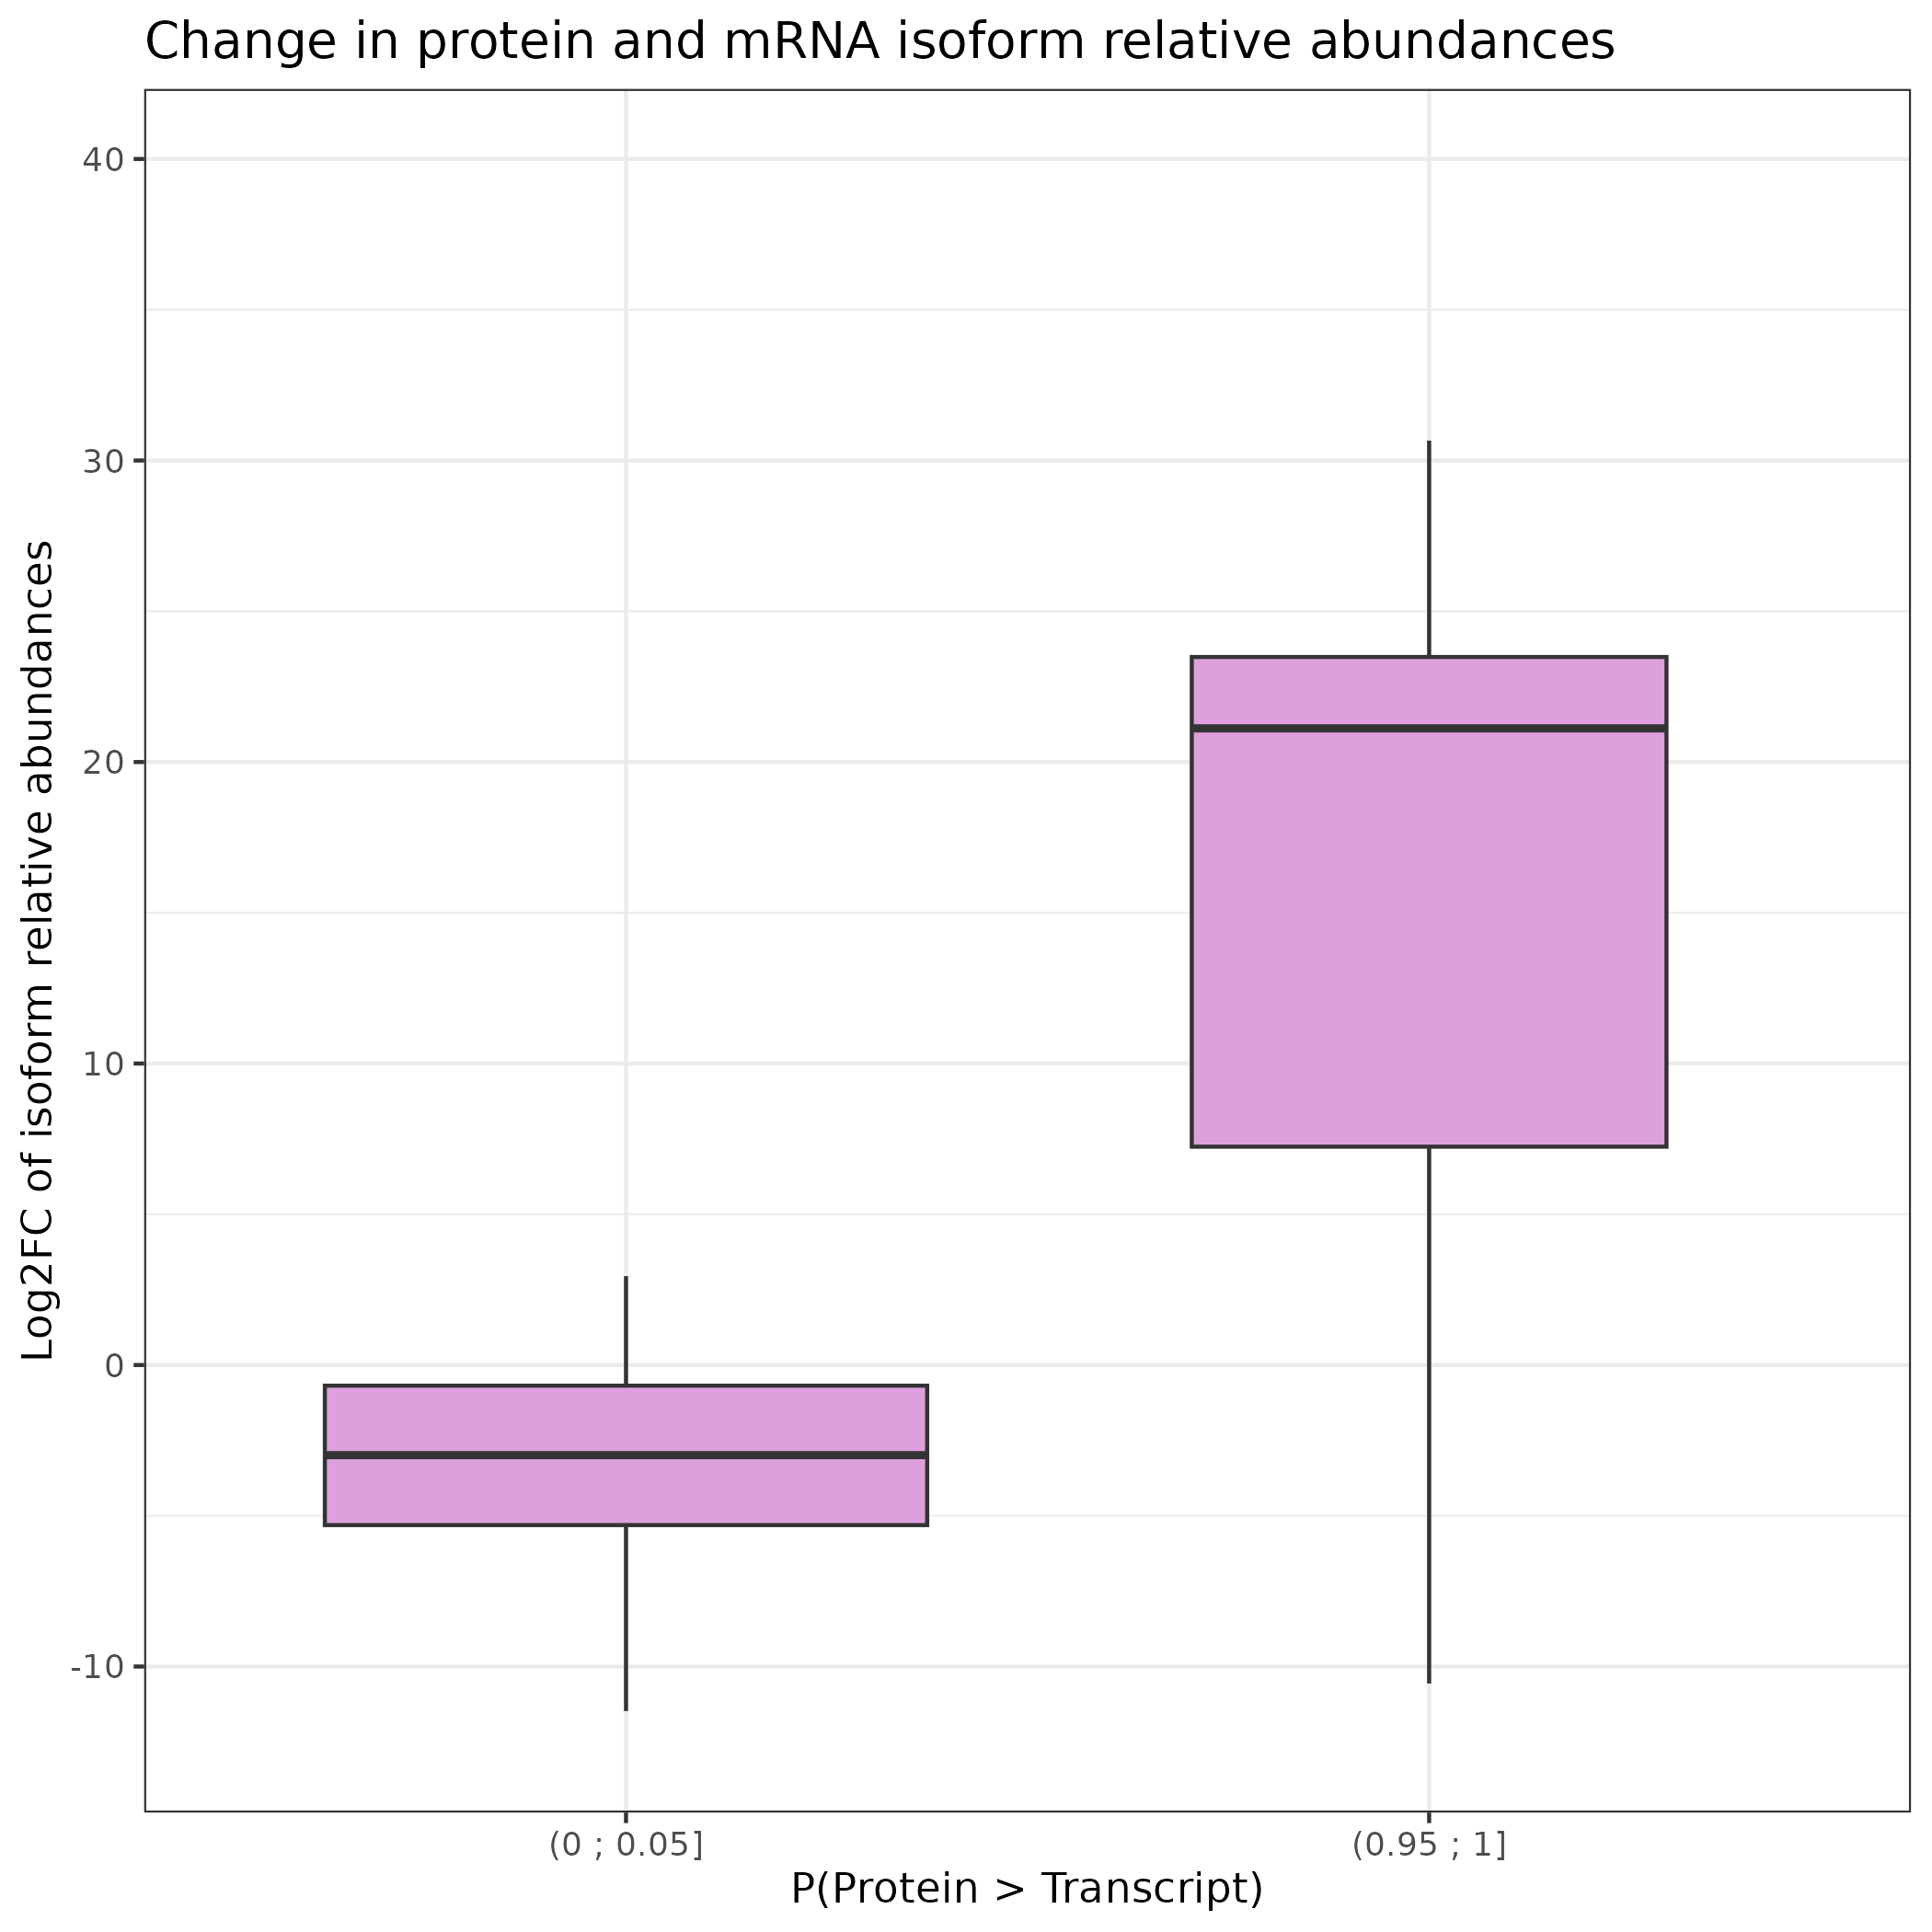 Change in protein and mRNA isoform relative abundances
Log2FC of isoform relative abundances
40
30
20
10
0
-10
(0 ; 0.05]
(0.95 ; 1]
P(Protein > Transcript)